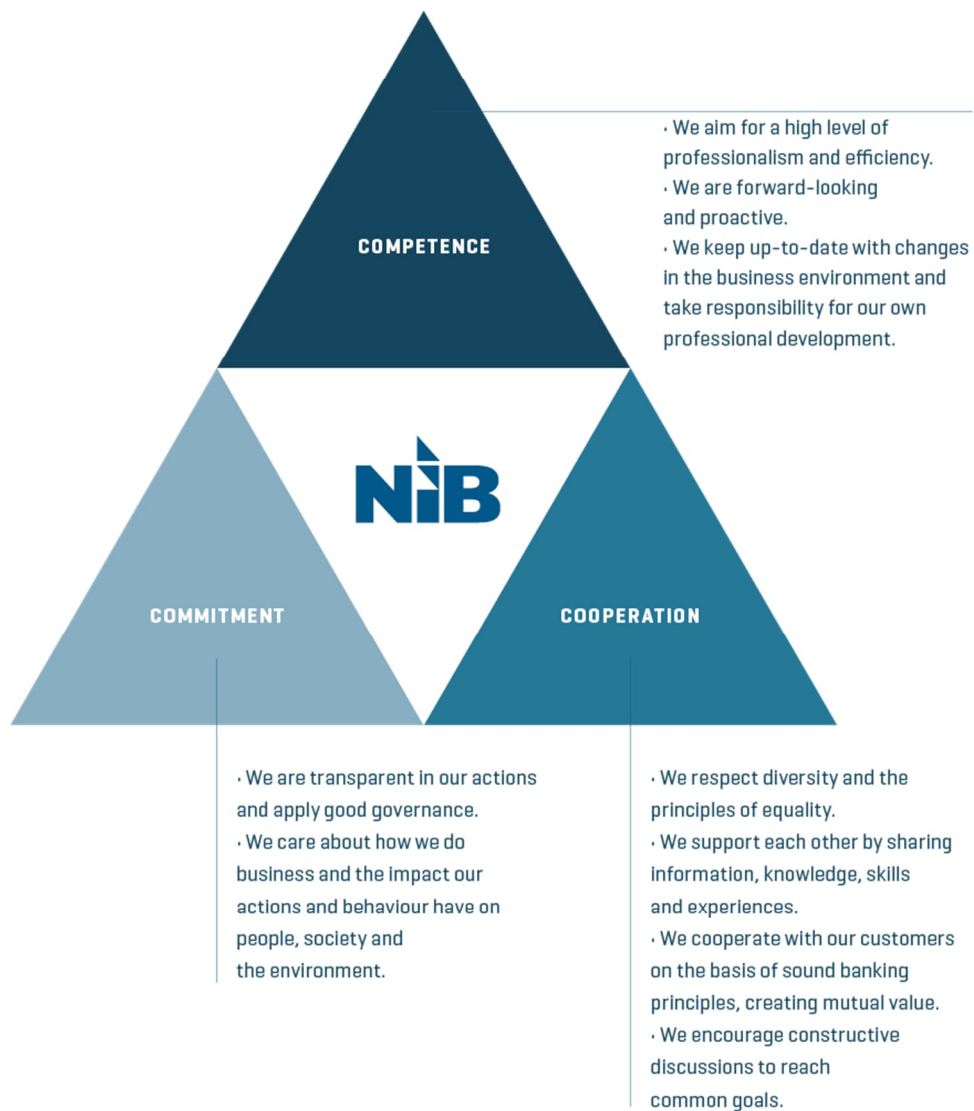 · We aim for a high level of
professionalism and efficiency.
· We are forward-looking
and proactive.
· We keep up-to-date with changes
in the business environment and
take responsibility for our own
professional development.
COMPETENCE
NiB
COMMITMENT
COOPERATION
· We are transparent in our actions
and apply good governance.
· We care about how we do
business and the impact our
actions and behaviour have on
people, society and
the environment.
· We respect diversity and the
principles of equality.
· We support each other by sharing
information, knowledge, skills
and experiences.
· We cooperate with our customers
on the basis of sound banking
principles, creating mutual value.
· We encourage constructive
discussions to reach
common goals.